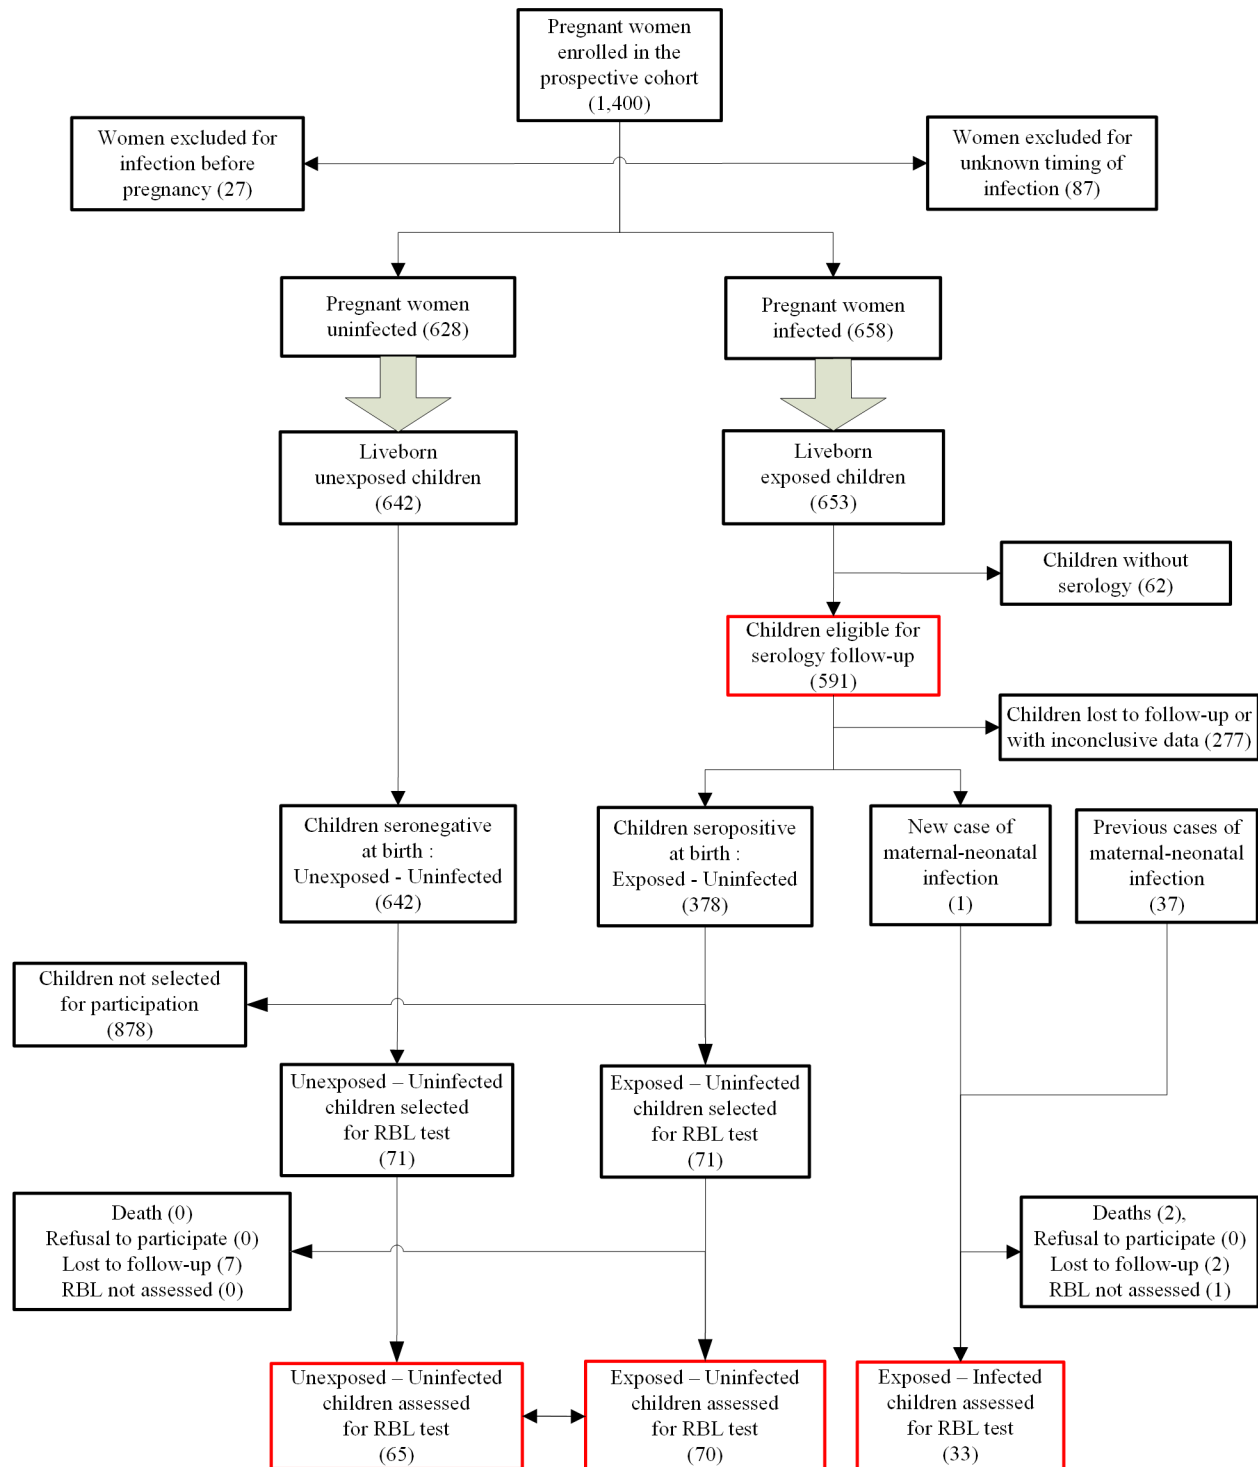 Pregnant women
enrolled in the
prospective cohort
(1,400)
Women excluded for
infection before
pregnancy (27)
Women excluded for
unknown timing of
infection (87)
Pregnant women
uninfected (628)
Pregnant women
infected (658)
Liveborn
unexposed children
(642)
Liveborn
exposed children
(653)
Children without
serology (62)
Children eligible for
serology follow-up
(591)
Children lost to follow-up or
with inconclusive data (277)
Children seronegative
at birth :
Unexposed - Uninfected
(642)
Children seropositive
at birth :
Exposed - Uninfected
(378)
New case of
maternal-neonatal
infection
(1)
Previous cases of
maternal-neonatal
infection
(37)
Children not selected
for participation
(878)
Unexposed – Uninfected
children selected
for RBL test
(71)
Exposed – Uninfected
children selected
for RBL test
(71)
Death (0)
Refusal to participate (0)
Lost to follow-up (7)
RBL not assessed (0)
Deaths (2),
Refusal to participate (0)
Lost to follow-up (2)
RBL not assessed (1)
Unexposed – Uninfected
children assessed
for RBL test
(65)
Exposed – Uninfected
children assessed
for RBL test
(70)
Exposed – Infected
children assessed
for RBL test
(33)